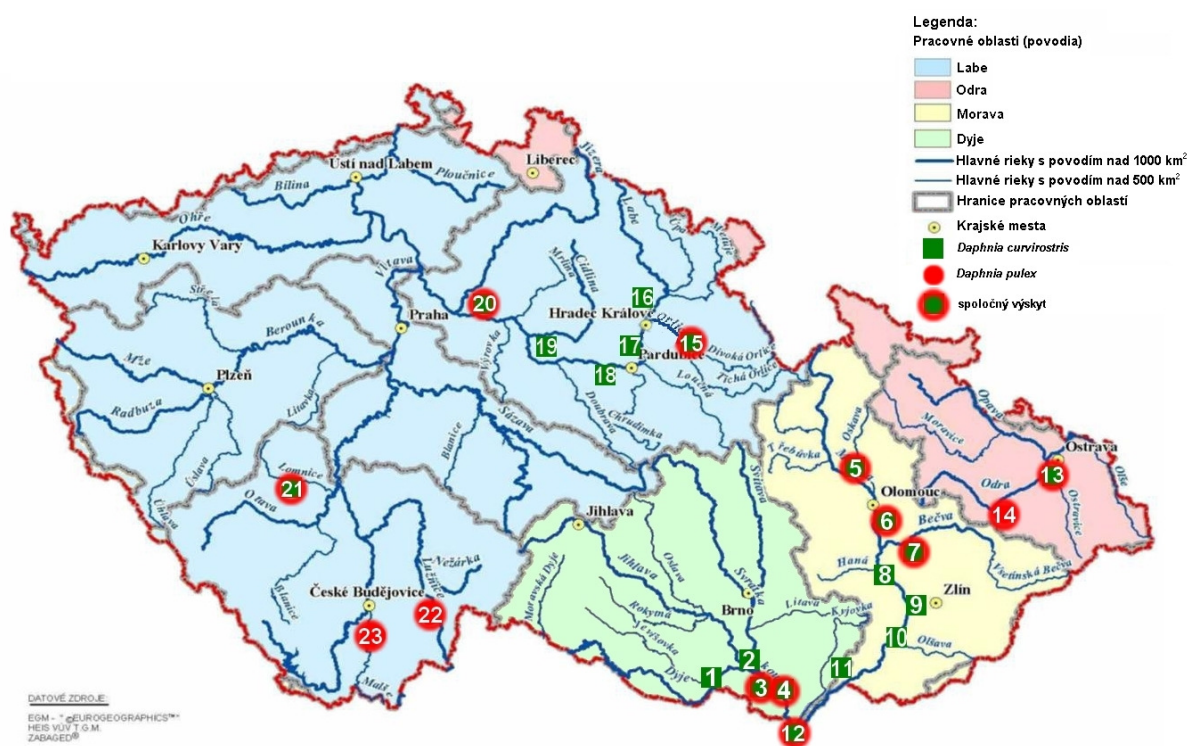 Legenda:
Pracovné oblasti (povodia)
Labe
Odra
Morava
Dyje
Hlavné rieky s povodím nad 1000 km²
Hlavné rieky s povodím nad 500 km²
Hranice pracovných oblastí
Krajské mesta
Daphnia curvirostris
Daphnia pulex
spoločný výskyt
Ústí nad Labem
Liberec
Jizera
Bílina
Ploučnice
Ohře
Karlovy Vary
Labe
Úpa
Metuje
Vltava
Mrlina
Cidlina
Střela
20
16
Praha
Hradec Králové
Orlice
Berounka
15
19
17
Divoká Orlice
Mže
Výrovka
Pardubice
18
Tichá Orlice
Plzeň
Loučná
Radbuza
Litavka
Doubrava
Chrudimka
Sázava
Opava
Úslava
Blanice
Třebůvka
Oskava
Moravice
Ostrava
Lomnice
21
Svitava
5
13
Olše
Úhlava
Otava
Olomouc
Odra
Ostravice
Jihlava
6
14
Bečva
Nežárka
Moravská Dyje
Jihlava
Oslava
Svratka
7
Haná
8
Vsetínská Bečva
Blanice
České Budějovice
Lužnice
22
Rokytná
Brno
Litava
Kyjovka
9
Zlín
23
Jevišovka
10
Olšava
Malše
Dyje
1
2
3
4
11
12
DATOVÉ ZDROJE:
EGM - "©EUROGEOGRAPHICS™"
HEIS VÚV T.G.M.
ZABAGED®